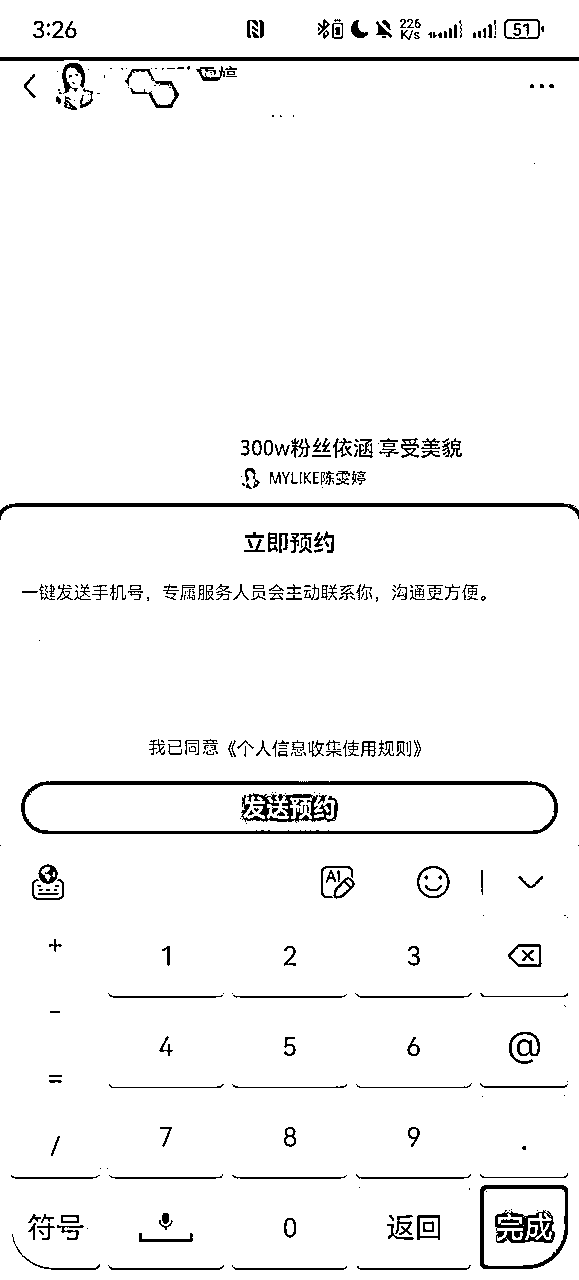 3:26
226 K/s
51
300w粉丝依涵 享受美貌
MYLIKE陈雯婷
立即预约
一键发送手机号，专属服务人员会主动联系你，沟通更方便。
我已同意《个人信息收集使用规则》
发送预约
+ 1 2 3
- 4 5 6 @
=
/ 7 8 9 .
符号 0 返回 完成